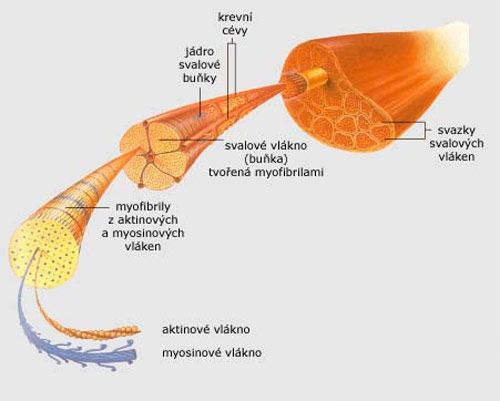 krevní
cévy
jádro
svalové
buňky
svalové vlákno
(buňka)
tvořená myofibrilami
svazky
svalových
vláken
myofibrily
z aktinových
a myosinových
vláken
aktinové vlákno
myosinové vlákno